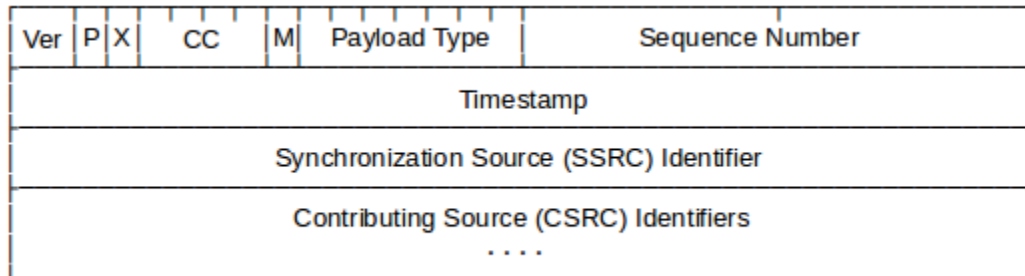 Ver P X CC M Payload Type Sequence Number
Timestamp
Synchronization Source (SSRC) Identifier
Contributing Source (CSRC) Identifiers
. . . .